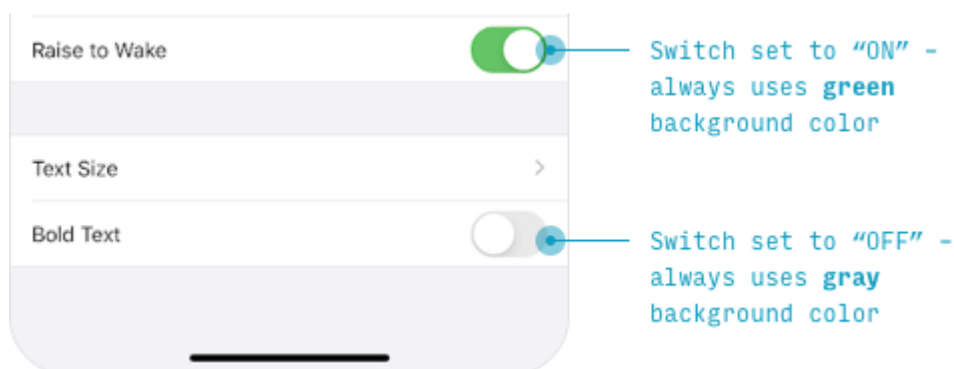 Raise to Wake
Switch set to “ON” –
always uses green
background color
Text Size
Bold Text
Switch set to “OFF” –
always uses gray
background color